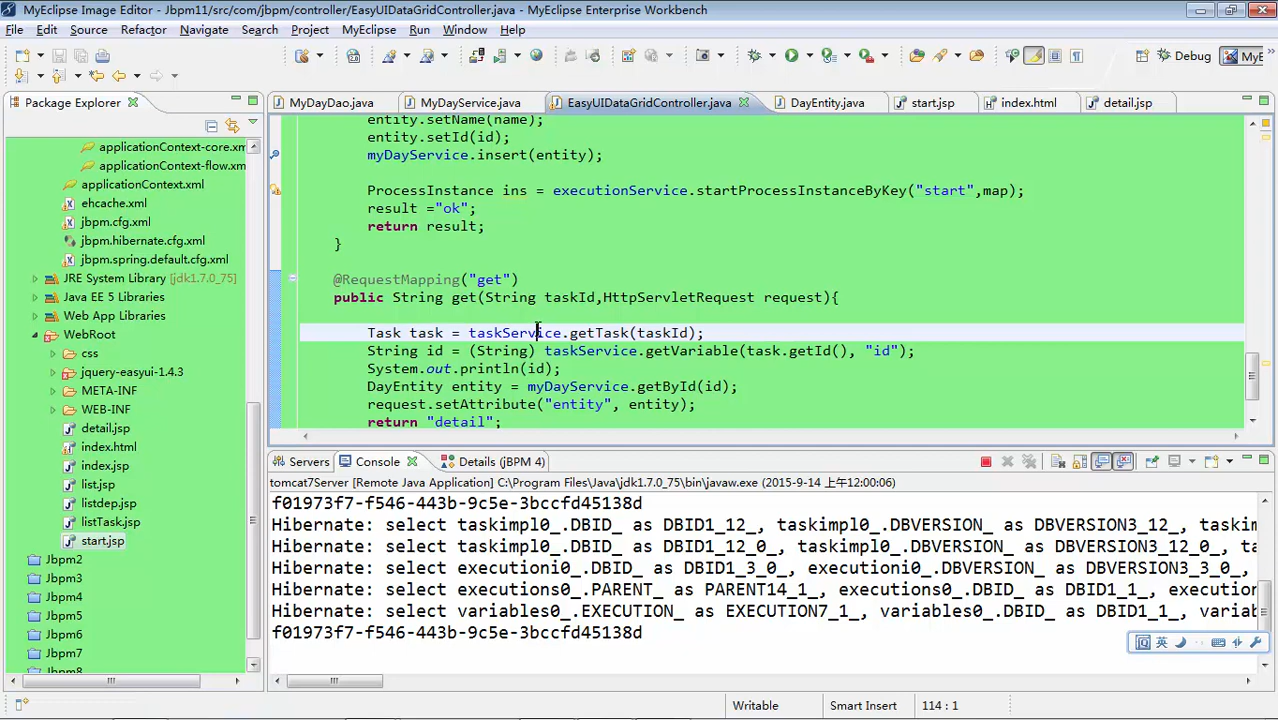 MyEclipse Image Editor - Jbpm11/src/com/jbpm/controller/EasyUIDataGridController.java - MyEclipse Enterprise Workbench
File Edit Source Refactor Navigate Search Project MyEclipse Run Window Help
Debug MyE
Package Explorer
MyDayDao.java MyDayService.java EasyUIDataGridController.java DayEntity.java start.jsp index.html detail.jsp
applicationContext-core.xm
applicationContext-flow.xm
applicationContext.xml
ehcache.xml
jbpm.cfg.xml
jbpm.hibernate.cfg.xml
jbpm.spring.default.cfg.xml
JRE System Library [jdk1.7.0_75]
Java EE 5 Libraries
Web App Libraries
WebRoot
css
jquery-easyui-1.4.3
META-INF
WEB-INF
detail.jsp
index.html
index.jsp
list.jsp
listdep.jsp
listTask.jsp
start.jsp
Jbpm2
Jbpm3
Jbpm4
Jbpm5
Jbpm6
Jbpm7
Jbpm8
entity.setName(name);
entity.setId(id);
myDayService.insert(entity);
ProcessInstance ins = executionService.startProcessInstanceByKey("start",map);
result ="ok";
return result;
}
@RequestMapping("get")
public String get(String taskId,HttpServletRequest request){
Task task = taskService.getTask(taskId);
String id = (String) taskService.getVariable(task.getId(), "id");
System.out.println(id);
DayEntity entity = myDayService.getById(id);
request.setAttribute("entity", entity);
return "detail";
Servers Console Details (jBPM 4)
tomcat7Server [Remote Java Application] C:\Program Files\Java\jdk1.7.0_75\bin\javaw.exe (2015-9-14 上午12:00:06)
f01973f7-f546-443b-9c5e-3bccfd45138d
Hibernate: select taskimpl0_.DBID_ as DBID1_12_, taskimpl0_.DBVERSION_ as DBVERSION3_12_, taskim
Hibernate: select taskimpl0_.DBID_ as DBID1_12_0_, taskimpl0_.DBVERSION_ as DBVERSION3_12_0_, ta
Hibernate: select executioni0_.DBID_ as DBID1_3_0_, executioni0_.DBVERSION_ as DBVERSION3_3_0_,
Hibernate: select executions0_.PARENT_ as PARENT14_1_, executions0_.DBID_ as DBID1_1_, execution
Hibernate: select variables0_.EXECUTION_ as EXECUTION7_1_, variables0_.DBID_ as DBID1_1_, variab
f01973f7-f546-443b-9c5e-3bccfd45138d
英
Writable Smart Insert 114 : 1